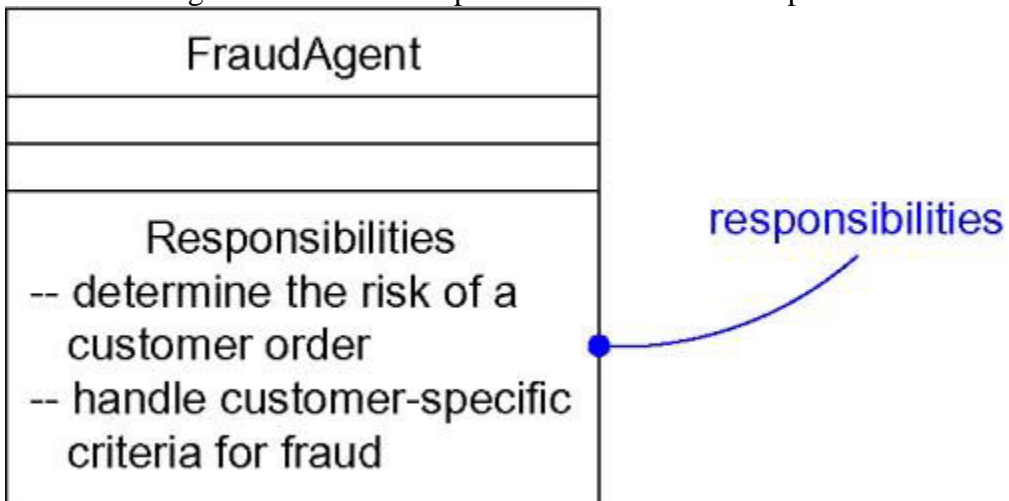 FraudAgent
Responsibilities
-- determine the risk of a
customer order
-- handle customer-specific
criteria for fraud
responsibilities